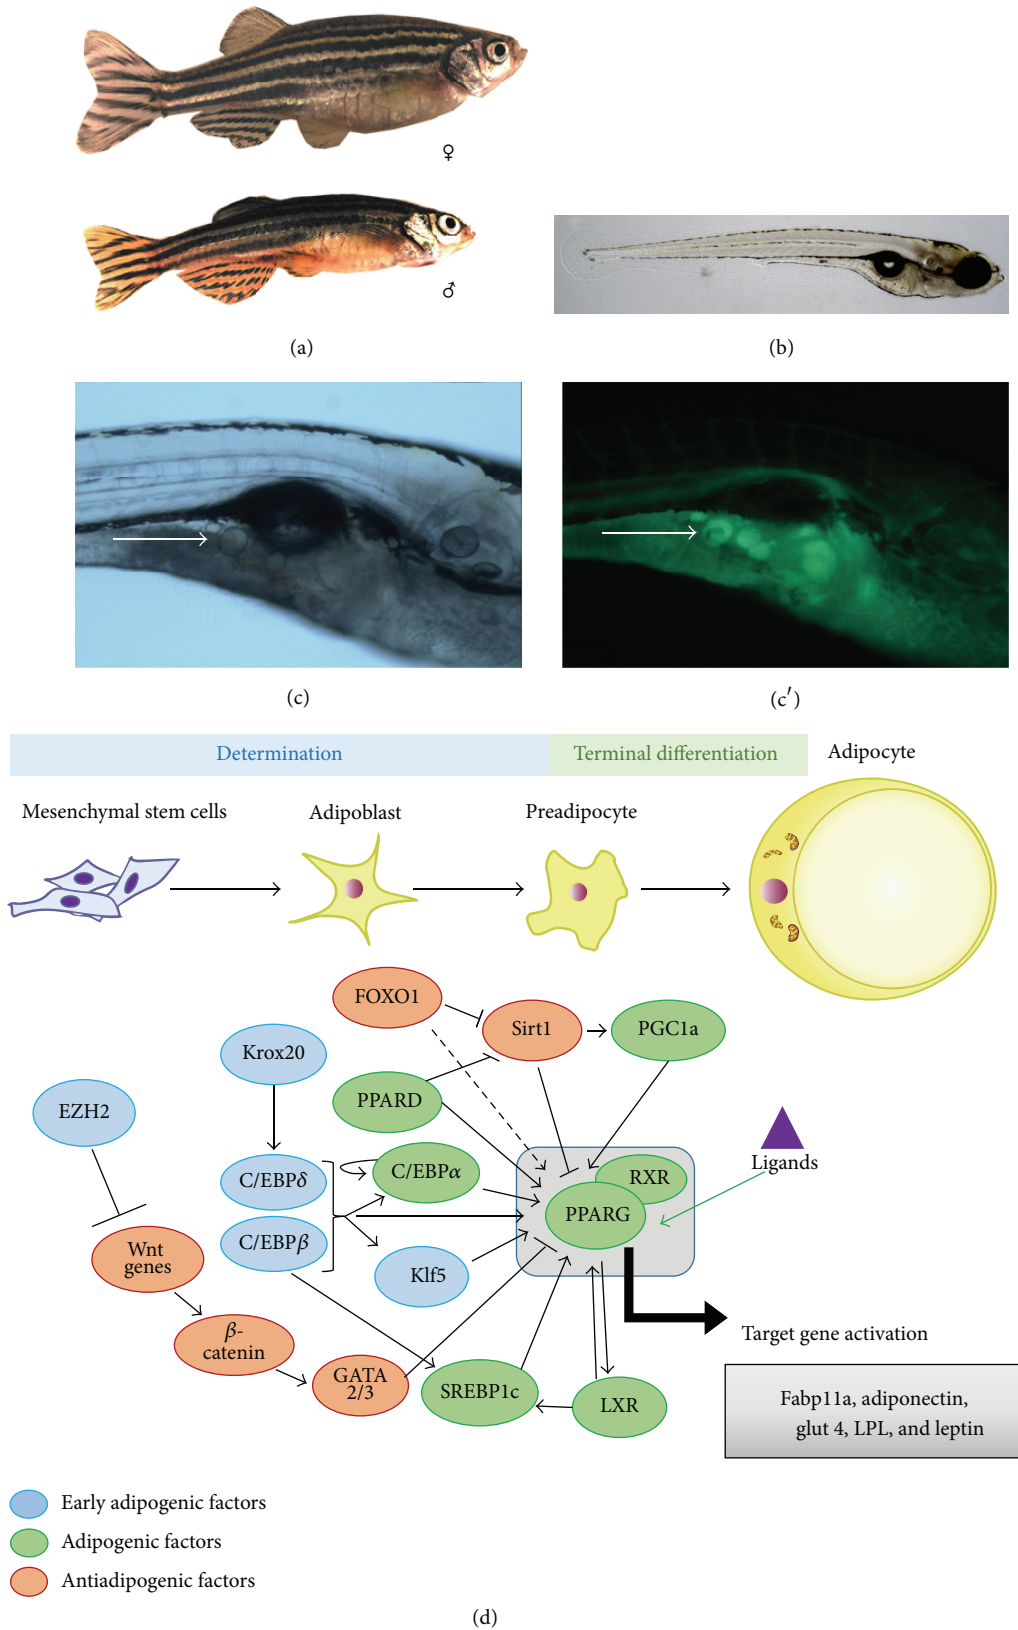 ♀
♂
(a)
(b)
(c)
(c′)
Determination
Terminal differentiation
Adipocyte
Mesenchymal stem cells
Adipoblast
Preadipocyte
FOXO1
Sirt1
PGC1a
Krox20
PPARD
EZH2
Ligands
C/EBPδ
C/EBPα
RXR
PPARG
C/EBPβ
Wnt
genes
Klf5
β-
catenin
Target gene activation
GATA
2/3
SREBP1c
LXR
Fabp11a, adiponectin,
glut 4, LPL, and leptin
Early adipogenic factors
Adipogenic factors
Antiadipogenic factors
(d)